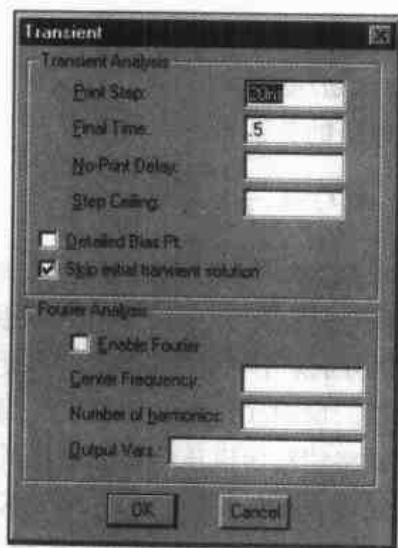 Transient
Transient Analysis
Print Step: 20m
Final Time: .5
No-Print Delay:
Step Ceiling:
Detailed Bias Pt.
Skip initial transient solution
Fourier Analysis
Enable Fourier
Center Frequency:
Number of harmonics:
Output Vars.:
OK Cancel